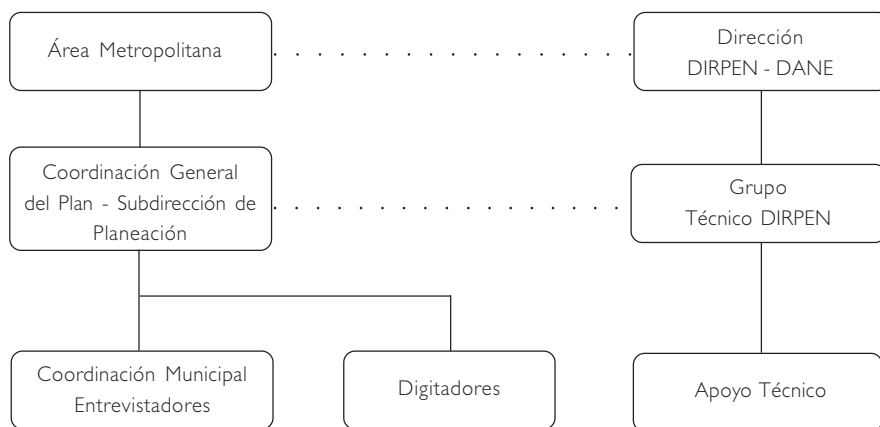 Área Metropolitana
Dirección
DIRPEN - DANE
Coordinación General
del Plan - Subdirección de
Planeación
Grupo
Técnico DIRPEN
Coordinación Municipal
Entrevistadores
Digitadores
Apoyo Técnico